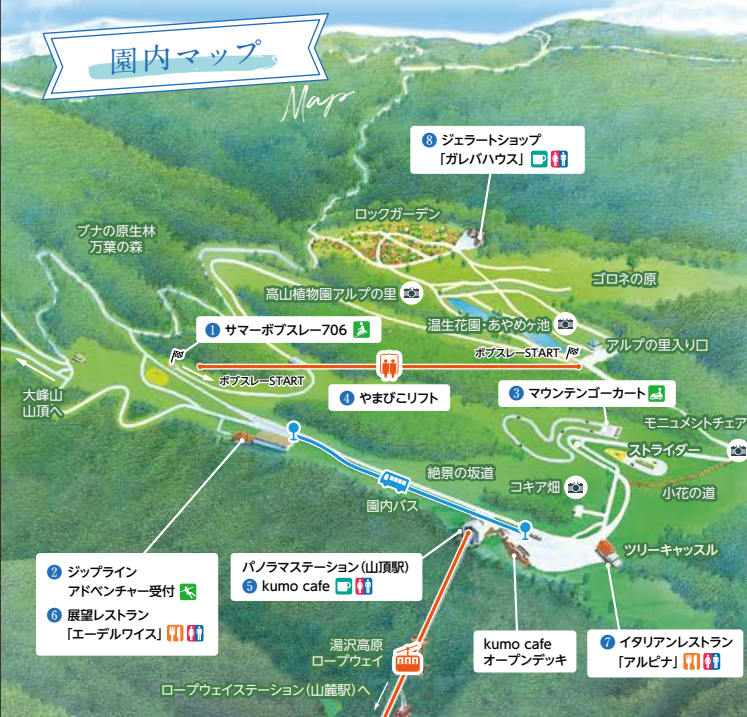 園内マップ
Map
⑧ ジェラートショップ
「ガレバハウス」
ロックガーデン
ブナの原生林
万葉の森
ゴロネの原
高山植物園アルプの里
温生花園・あやめヶ池
① サマーボブスレー706
ボブスレーSTART
アルプの里入り口
ボブスレーSTART
大峰山
山頂へ
④ やまびこリフト
③ マウンテンゴーカート
モニュメントチェア
ストライダー
絶景の坂道
コキア畑
小花の道
園内バス
ツリーキャッスル
② ジップライン
アドベンチャー受付
⑥ 展望レストラン
「エーデルワイス」
パノラマステーション（山頂駅）
⑤ kumo cafe
kumo cafe
オープンデッキ
⑦ イタリアンレストラン
「アルピナ」
湯沢高原
ロープウェイ
ロープウェイステーション（山麓駅）へ